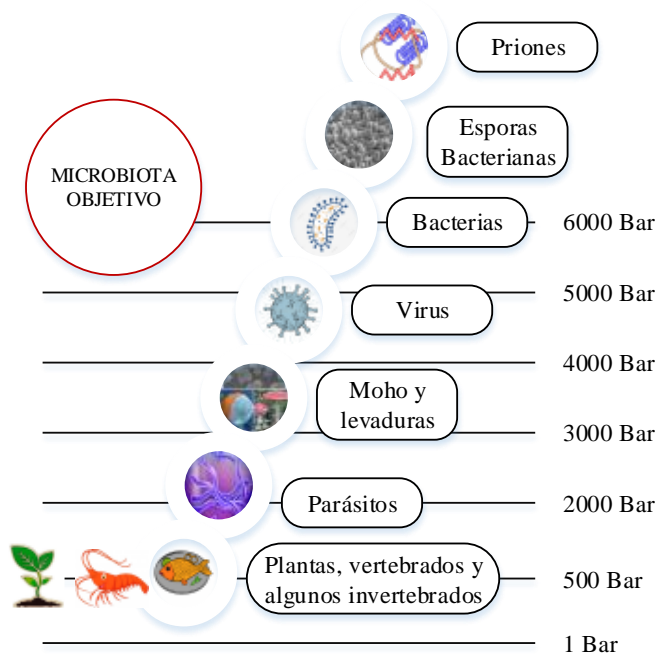 Priones
Esporas
Bacterianas
MICROBIOTA
OBJETIVO
Bacterias
6000 Bar
5000 Bar
Virus
4000 Bar
Moho y
levaduras
3000 Bar
Parásitos
2000 Bar
Plantas, vertebrados y
algunos invertebrados
500 Bar
1 Bar